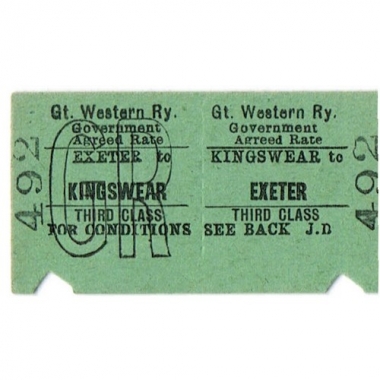 492
Gt. Western Ry.
Government
Agreed Rate
EXETER to
KINGSWEAR
THIRD CLASS
OR
Gt. Western Ry.
Government
Agreed Rate
KINGSWEAR to
EXETER
THIRD CLASS
FOR CONDITIONS SEE BACK J.D
492